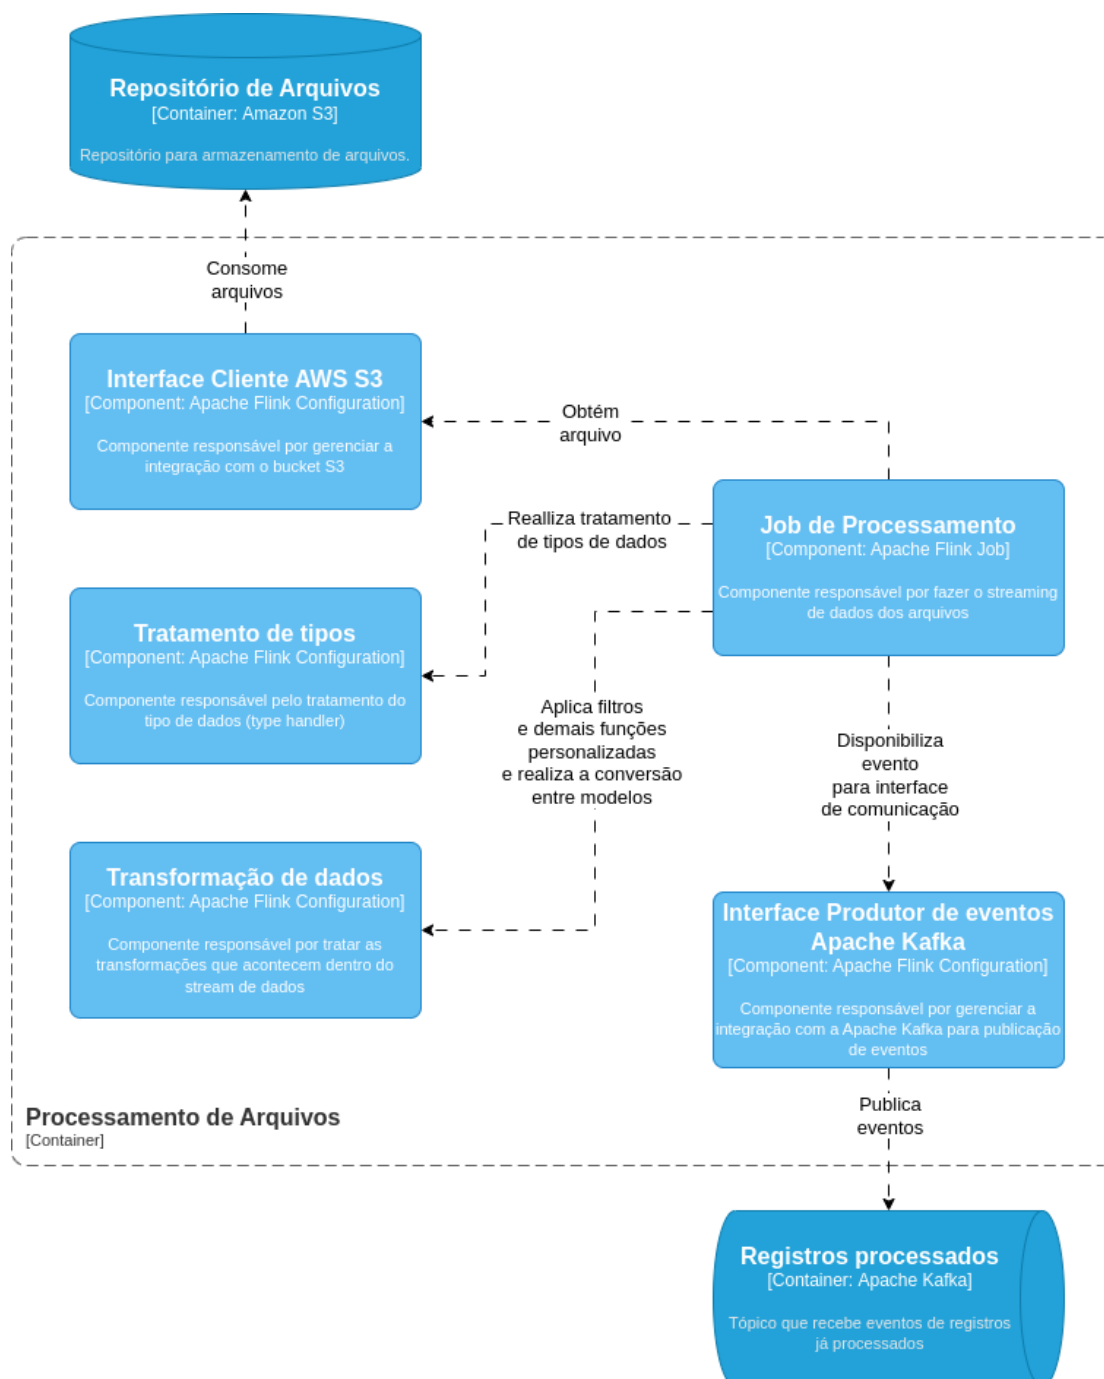 Repositório de Arquivos
[Container: Amazon S3]
Repositório para armazenamento de arquivos.
Consome
arquivos
Interface Cliente AWS S3
[Component: Apache Flink Configuration]
Componente responsável por gerenciar a
integração com o bucket S3
Obtém
arquivo
Realliza tratamento
de tipos de dados
Job de Processamento
[Component: Apache Flink Job]
Componente responsável por fazer o streaming
de dados dos arquivos
Tratamento de tipos
[Component: Apache Flink Configuration]
Componente responsável pelo tratamento do
tipo de dados (type handler)
Aplica filtros
e demais funções
personalizadas
e realiza a conversão
entre modelos
Disponibiliza
evento
para interface
de comunicação
Transformação de dados
[Component: Apache Flink Configuration]
Componente responsável por tratar as
transformações que acontecem dentro do
stream de dados
Interface Produtor de eventos
Apache Kafka
[Component: Apache Flink Configuration]
Componente responsável por gerenciar a
integração com a Apache Kafka para publicação
de eventos
Processamento de Arquivos
[Container]
Publica
eventos
Registros processados
[Container: Apache Kafka]
Tópico que recebe eventos de registros
já processados